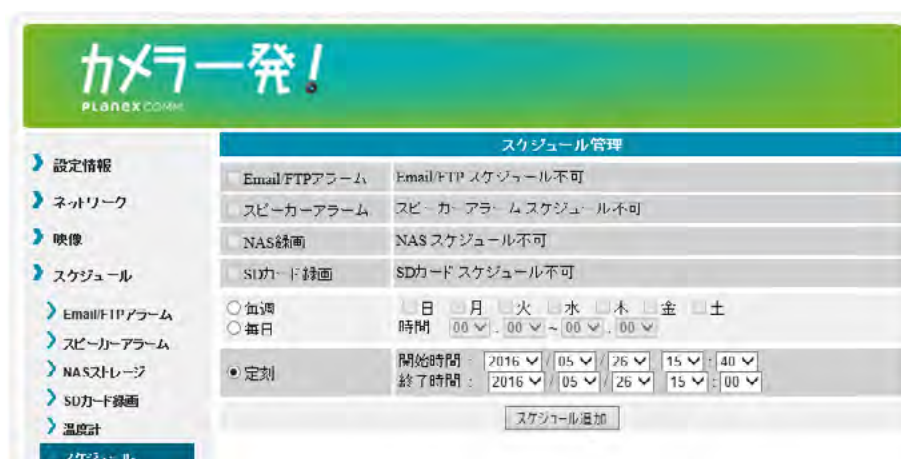 カメラ一発!
PLANEX COMM
スケジュール管理
設定情報
ネットワーク
映像
スケジュール
Email/FTPアラーム
スピーカーアラーム
NASストレージ
SDカード録画
温度計
スケジュール
Email/FTPアラーム Email/FTP スケジュール不可
スピーカーアラーム スピーカーアラーム スケジュール不可
NAS録画 NAS スケジュール不可
SDカード録画 SDカード スケジュール不可
毎週 日 月 火 水 木 金 土
毎日 時間 00 : 00 ~ 00 : 00
定刻
開始時間 : 2016 / 05 / 26 15 : 40
終了時間 : 2016 / 05 / 26 15 : 00
スケジュール追加